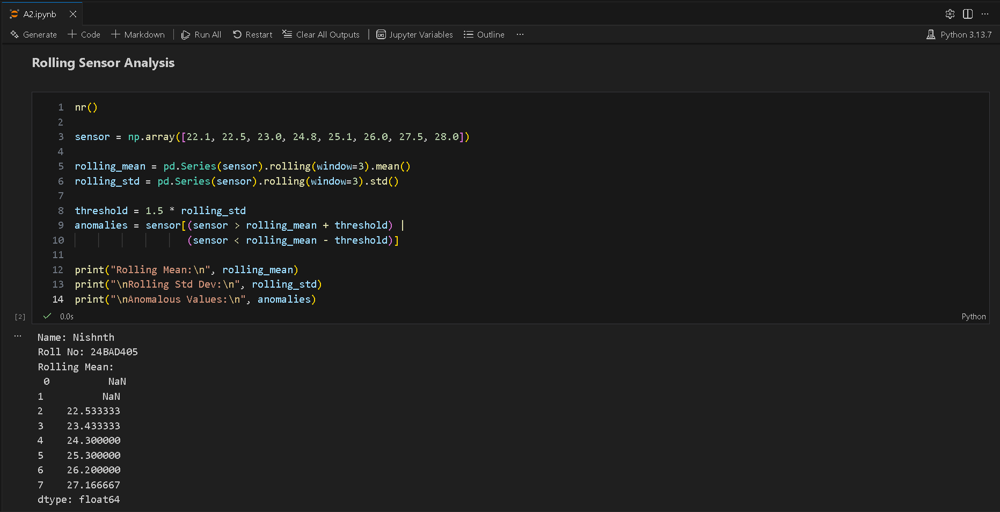 A2.ipynb
Generate + Code + Markdown | Run All Restart Clear All Outputs | Jupyter Variables Outline ... Python 3.13.7
Rolling Sensor Analysis
1 nr()
2
3 sensor = np.array([22.1, 22.5, 23.0, 24.8, 25.1, 26.0, 27.5, 28.0])
4
5 rolling_mean = pd.Series(sensor).rolling(window=3).mean()
6 rolling_std = pd.Series(sensor).rolling(window=3).std()
7
8 threshold = 1.5 * rolling_std
9 anomalies = sensor[(sensor > rolling_mean + threshold) |
10                    (sensor < rolling_mean - threshold)]
11
12 print("Rolling Mean:\n", rolling_mean)
13 print("\nRolling Std Dev:\n", rolling_std)
14 print("\nAnomalous Values:\n", anomalies)
[2] ✓ 0.0s Python
Name: Nishnth
Roll No: 24BAD405
Rolling Mean:
 0          NaN
1          NaN
2    22.533333
3    23.433333
4    24.300000
5    25.300000
6    26.200000
7    27.166667
dtype: float64